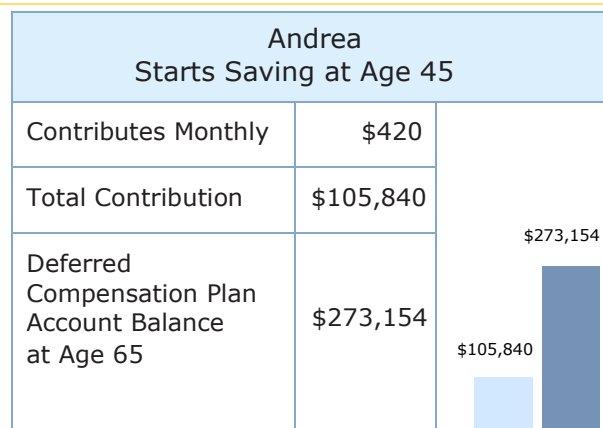 Andrea
Starts Saving at Age 45
Contributes Monthly
$420
Total Contribution
$105,840
Deferred
Compensation Plan
Account Balance
at Age 65
$273,154
$273,154
$105,840